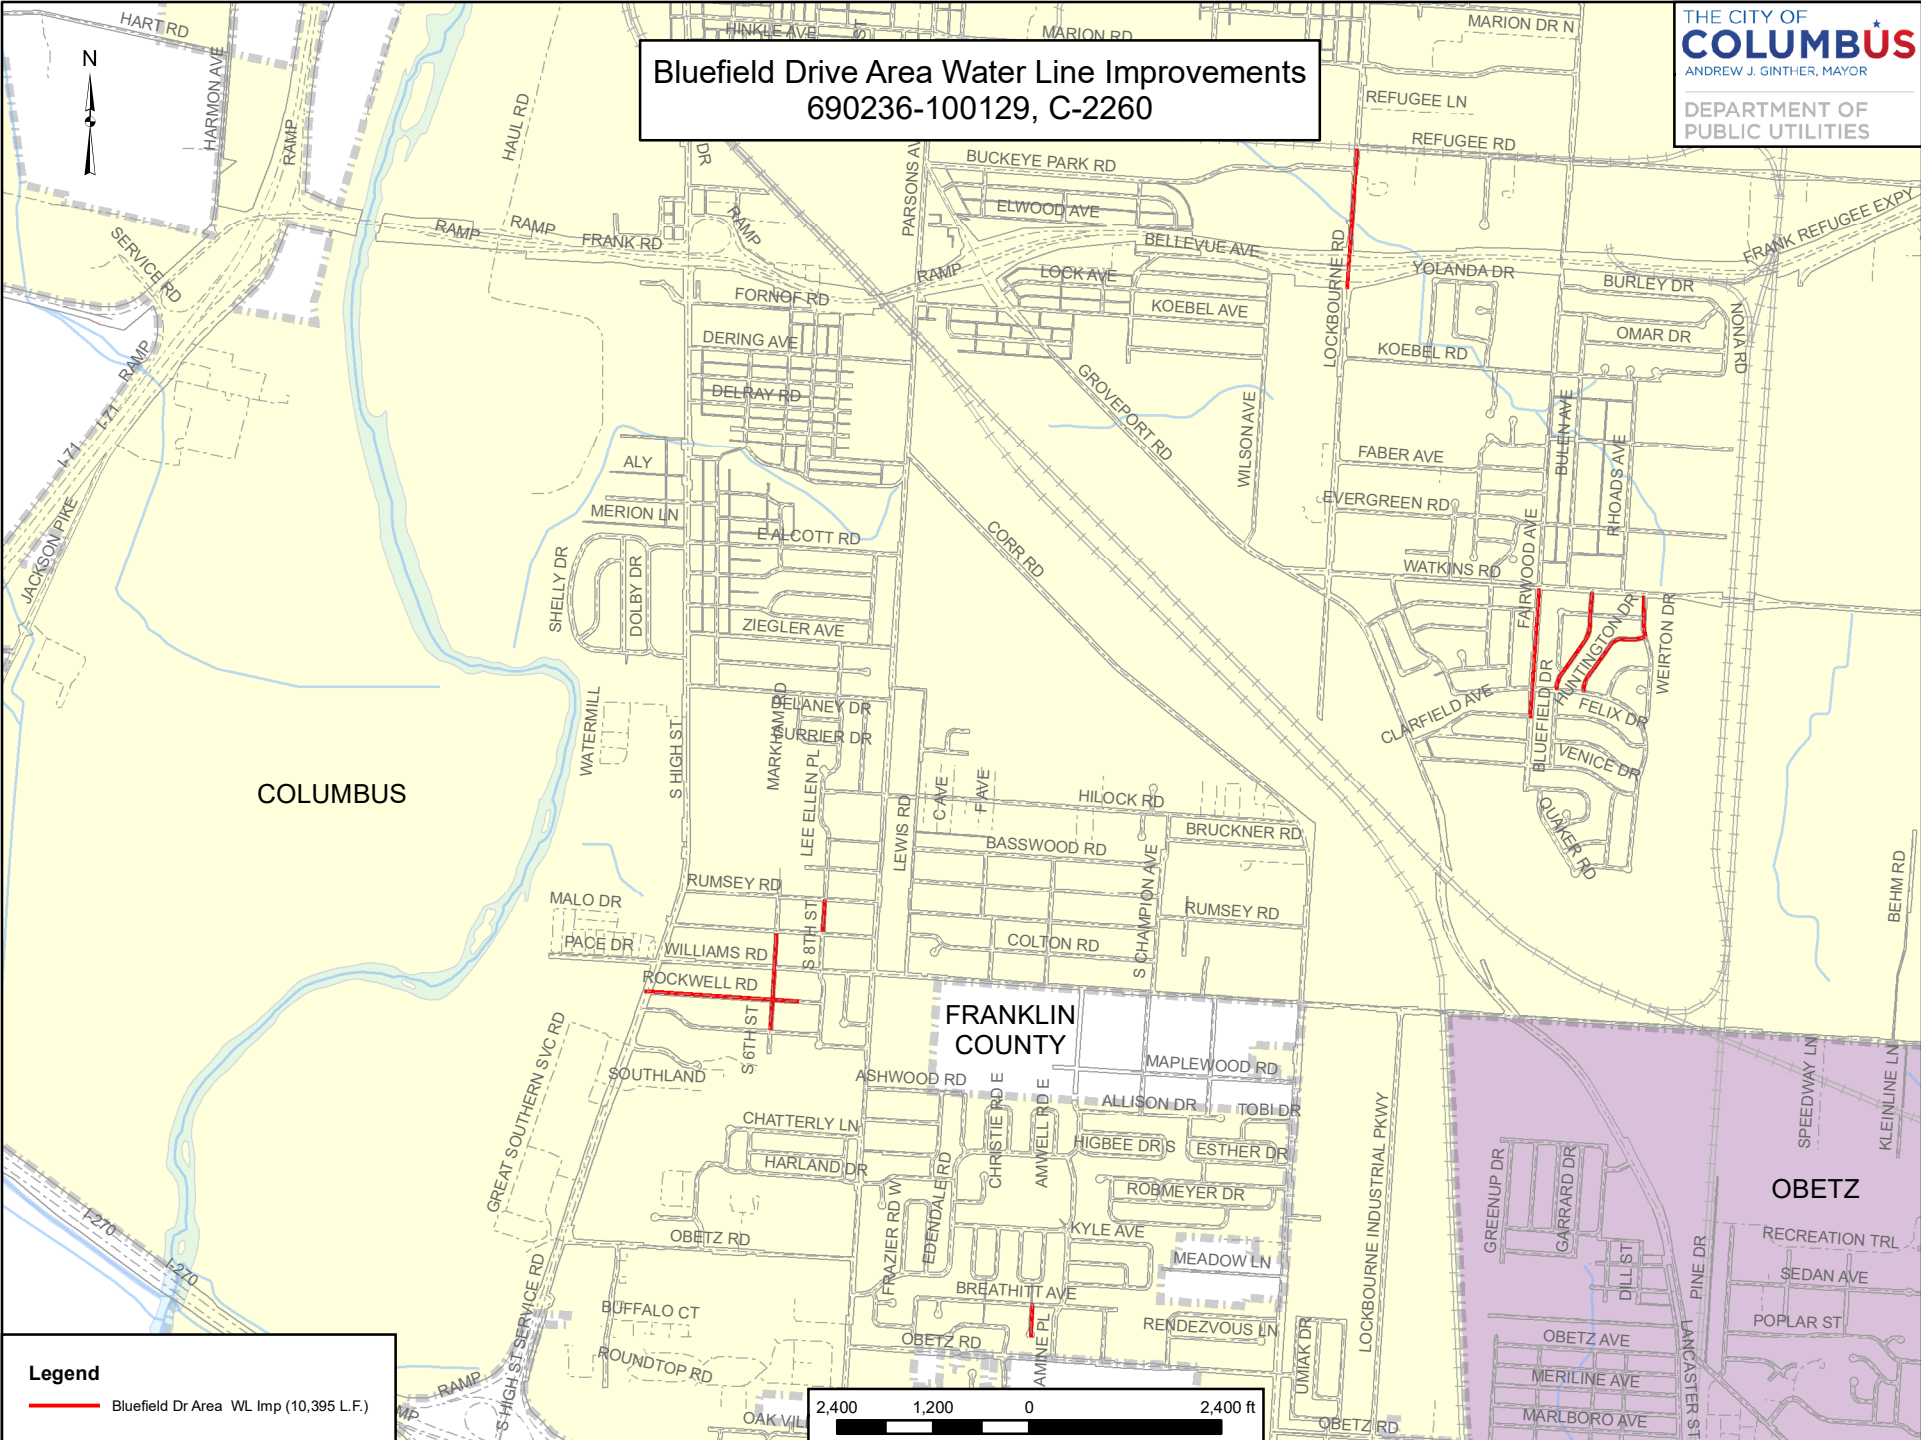 HART RD
HINKLE AVE
ST
MARION RD
MARION DR N
THE CITY OF
COLUMBUS
ANDREW J. GINTHER, MAYOR
DEPARTMENT OF
PUBLIC UTILITIES
N
Bluefield Drive Area Water Line Improvements
690236-100129, C-2260
HARMON AVE
RAMP
HAUL RD
DR
PARSONS AV
REFUGEE LN
REFUGEE RD
BUCKEYE PARK RD
ELWOOD AVE
SERVICE RD
RAMP
RAMP
FRANK RD
RAMP
RAMP
BELLEVUE AVE
LOCK AVE
KOEBEL AVE
LOCKBOURNE RD
YOLANDA DR
BURLEY DR
FRANK REFUGEE EXPY
OMAR DR
NONA RD
KOEBEL RD
FORNOF RD
DERING AVE
DELRAY RD
RAMP
I-71
I-71
JACKSON PIKE
GROVEPORT RD
WILSON AVE
FABER AVE
BULEN AVE
RHOADS AVE
EVERGREEN RD
ALY
MERION LN
E ALCOTT RD
CORR RD
SHELLY DR
DOLBY DR
ZIEGLER AVE
WATKINS RD
FAIRWOOD AVE
HUNTINGTON DR
WEIRTON DR
BLUEFIELD DR
CLARFIELD AVE
FELIX DR
VENICE DR
QUAKER RD
WATERMILL
S HIGH ST
MARKHAM RD
DELANEY DR
CURRIER DR
LEE ELLEN PL
LEWIS RD
C AVE
F AVE
HILOCK RD
BRUCKNER RD
BASSWOOD RD
S CHAMPION AVE
RUMSEY RD
COLTON RD
BEHM RD
COLUMBUS
RUMSEY RD
MALO DR
PACE DR
WILLIAMS RD
S 8TH ST
ROCKWELL RD
S 6TH ST
SOUTHLAND
GREAT SOUTHERN SVC RD
FRANKLIN
COUNTY
MAPLEWOOD RD
ASHWOOD RD
CHRISTIE RD E
AMWELL RD E
ALLISON DR
TOBI DR
CHATTERLY LN
HARLAND DR
HIGBEE DR S
ESTHER DR
ROBMEYER DR
EDENDALE RD
FRAZIER RD W
KYLE AVE
MEADOW LN
LOCKBOURNE INDUSTRIAL PKWY
SPEEDWAY LN
KLEINLINE LN
OBETZ
GREENUP DR
GARRARD DR
DILL ST
PINE DR
RECREATION TRL
SEDAN AVE
POPLAR ST
OBETZ AVE
MERILINE AVE
MARLBORO AVE
LANCASTER ST
OBETZ RD
I-270
I-270
S HIGH ST SERVICE RD
BUFFALO CT
ROUNDTOP RD
RAMP
MP
BREATHITT AVE
OBETZ RD
AMINE PL
RENDEZVOUS LN
UMIAK DR
OBETZ RD
OAK VIL
Legend
Bluefield Dr Area WL Imp (10,395 L.F.)
2,400 1,200 0 2,400 ft